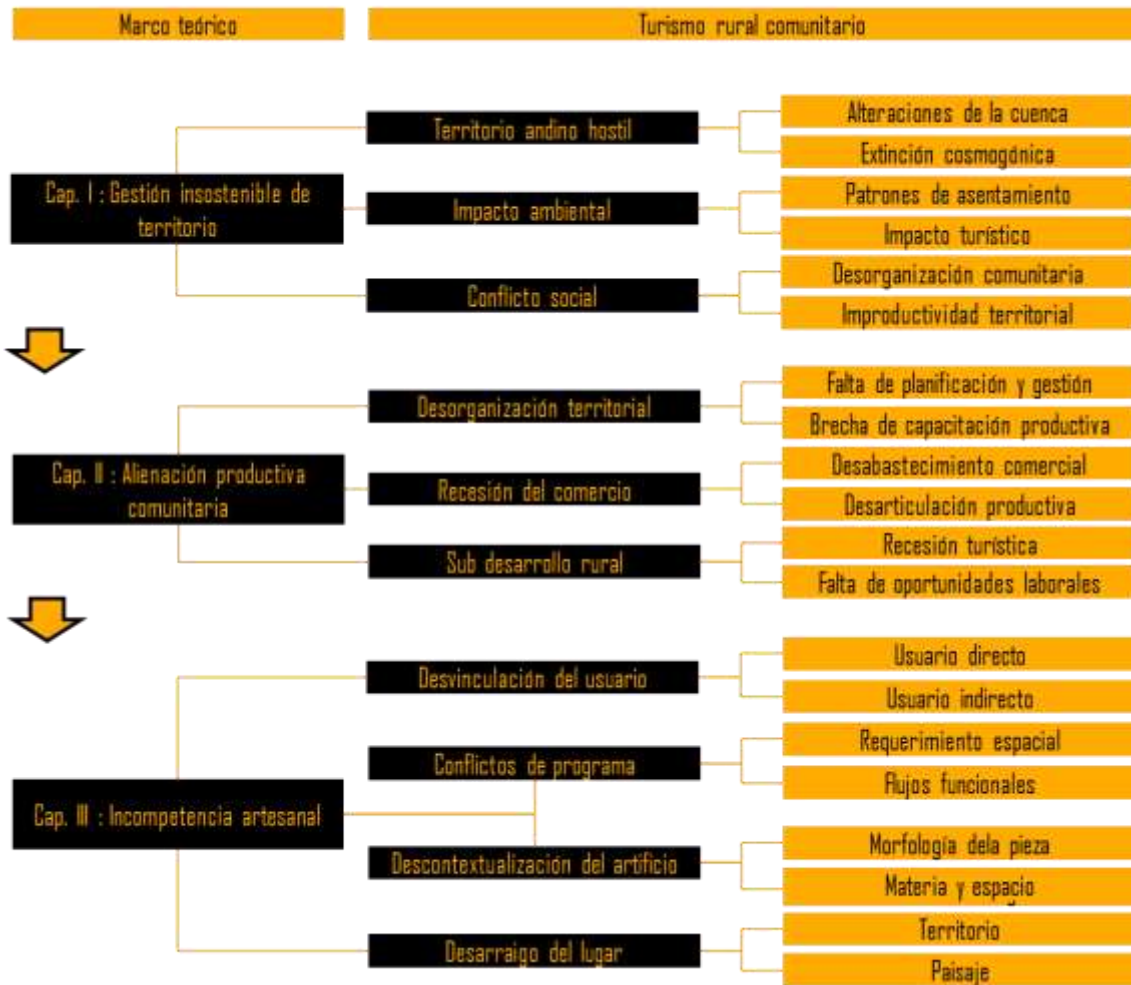 Marco teórico
Turismo rural comunitario
Cap. I : Gestión insostenible de
territorio
Territorio andino hostil
Alteraciones de la cuenca
Extinción cosmogónica
Impacto ambiental
Patrones de asentamiento
Impacto turístico
Conflicto social
Desorganización comunitaria
Improductividad territorial
Cap. II : Alienación productiva
comunitaria
Desorganización territorial
Falta de planificación y gestión
Brecha de capacitación productiva
Recesión del comercio
Desabastecimiento comercial
Desarticulación productiva
Sub desarrollo rural
Recesión turística
Falta de oportunidades laborales
Cap. III : Incompetencia artesanal
Desvinculación del usuario
Usuario directo
Usuario indirecto
Conflictos de programa
Requerimiento espacial
Flujos funcionales
Descontextualización del artificio
Morfología dela pieza
Materia y espacio
Desarraigo del lugar
Territorio
Paisaje